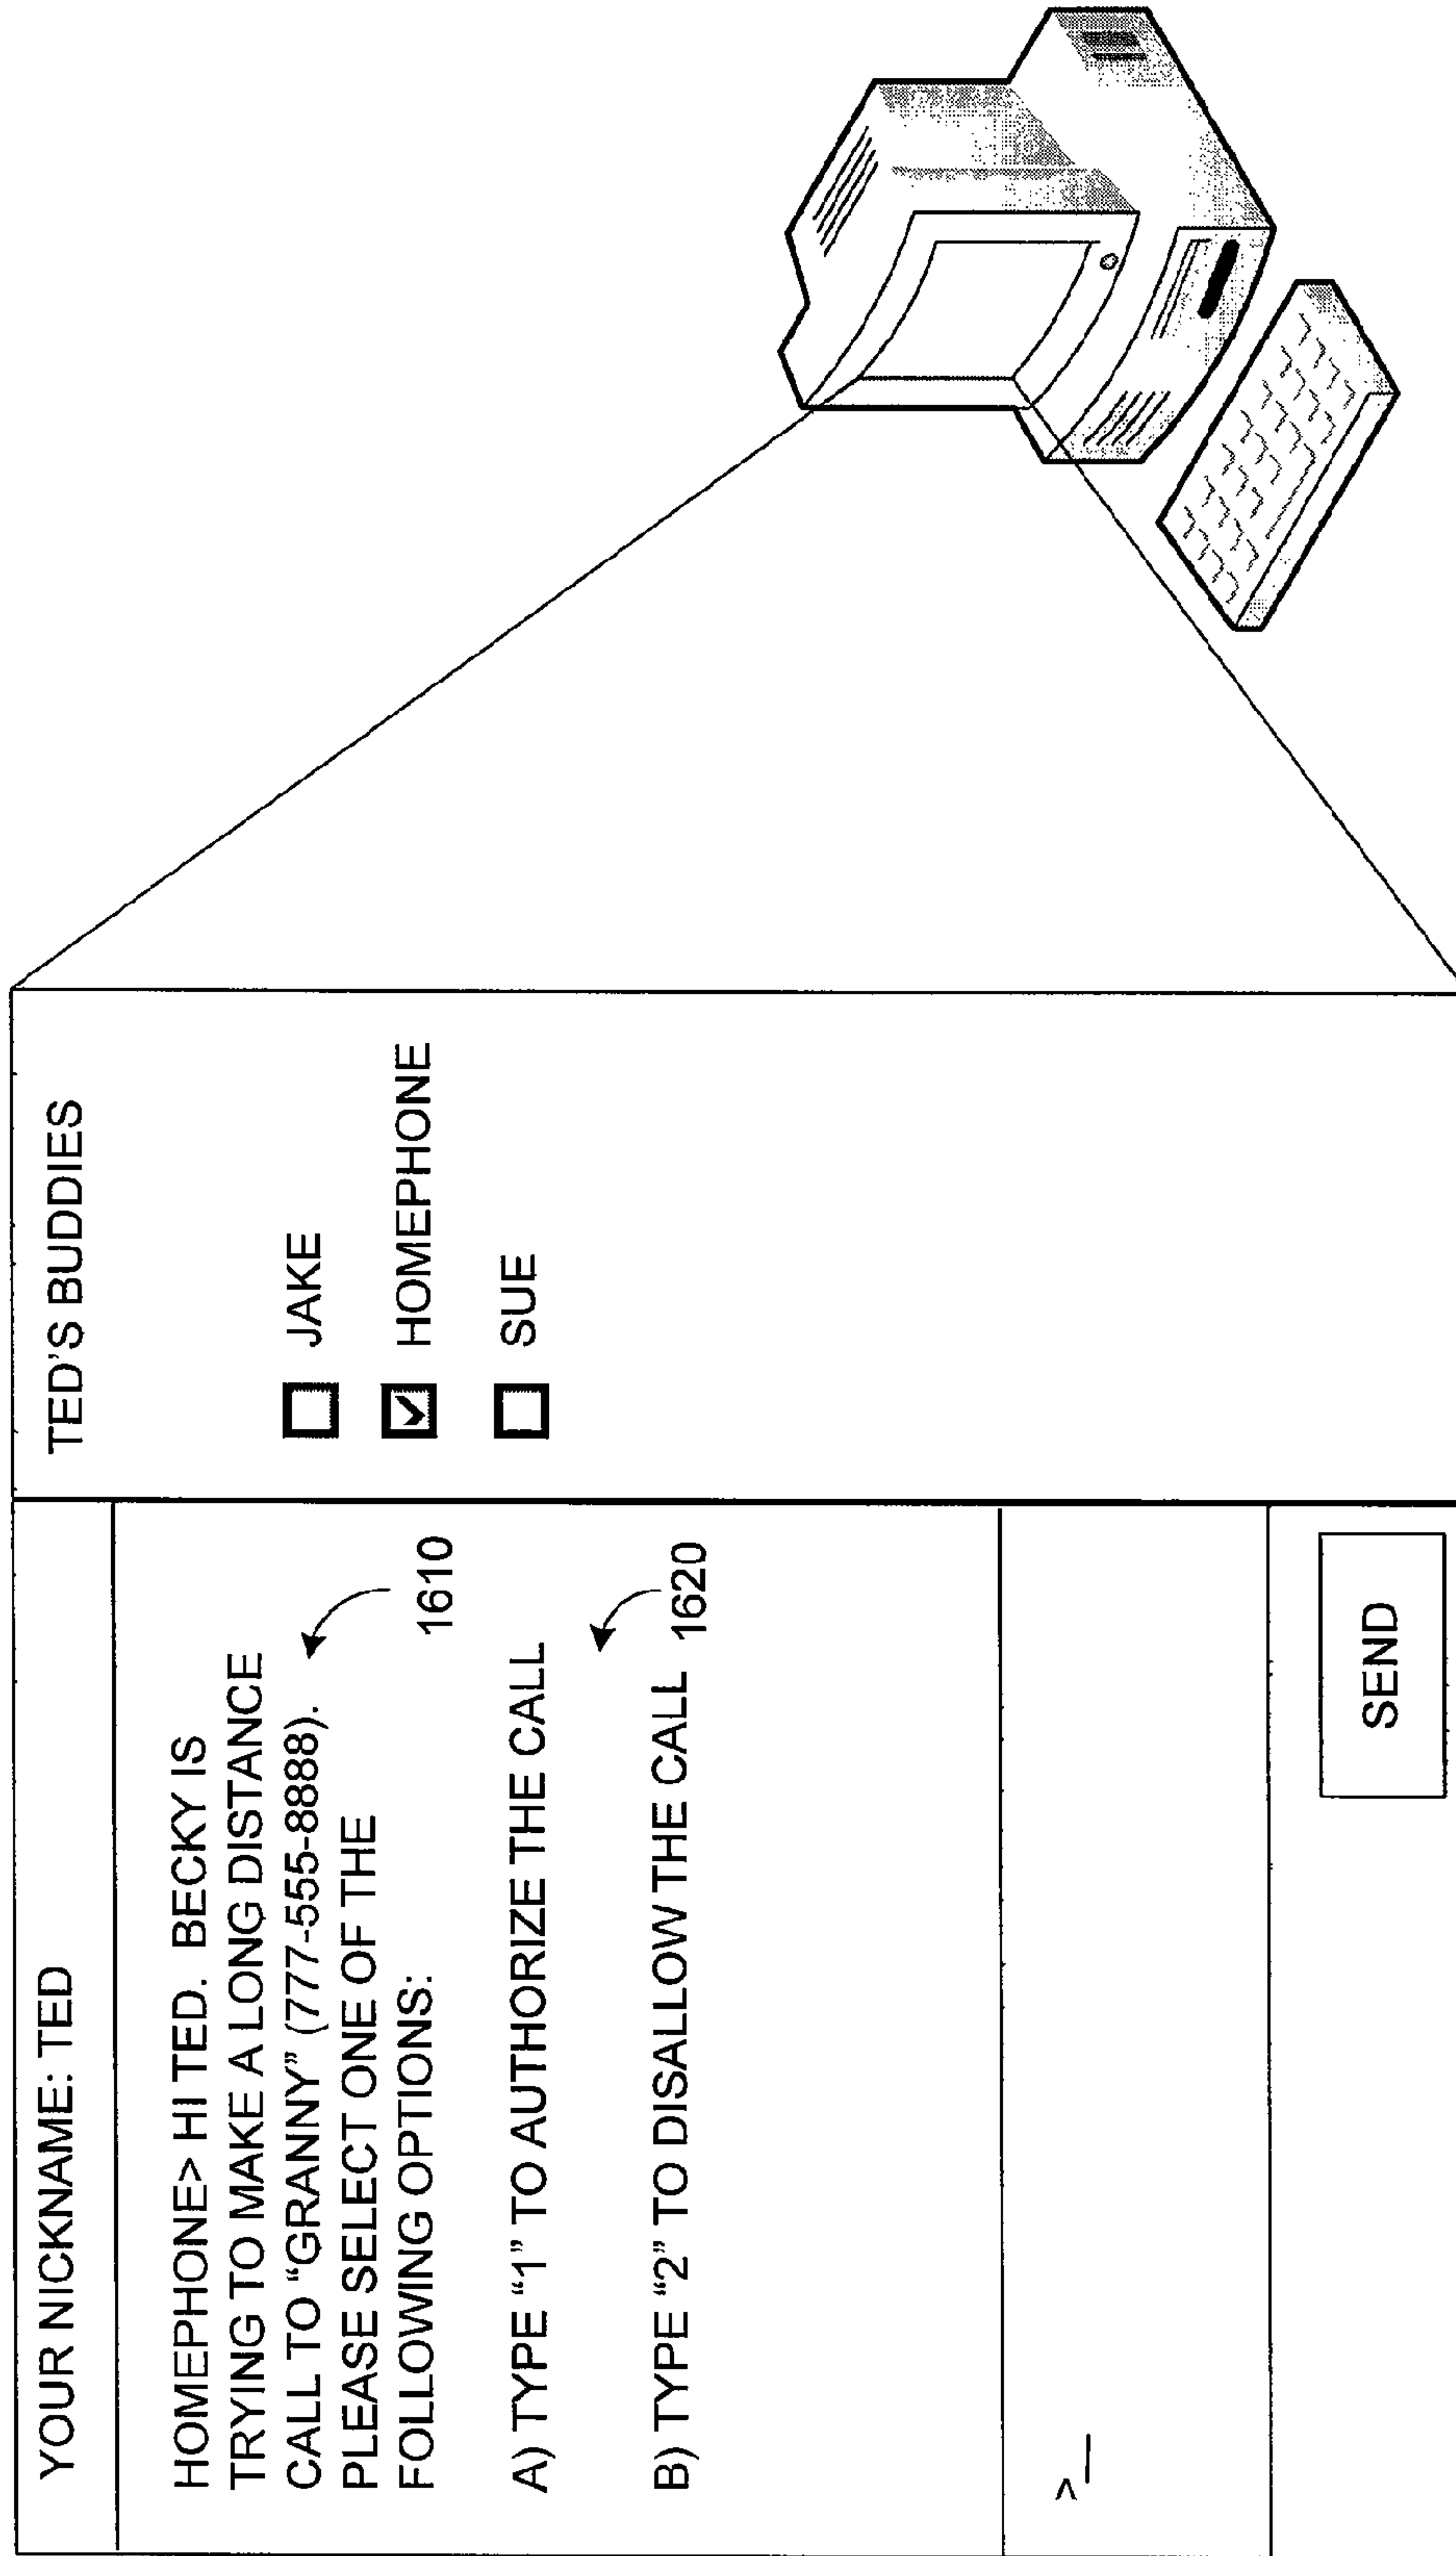 YOUR NICKNAME: TED
HOMEPHONE> HI TED. BECKY IS
TRYING TO MAKE A LONG DISTANCE
CALL TO “GRANNY” (777-555-8888).
PLEASE SELECT ONE OF THE
FOLLOWING OPTIONS:
1610
A) TYPE “1” TO AUTHORIZE THE CALL
B) TYPE “2” TO DISALLOW THE CALL
1620
>_
SEND
TED’S BUDDIES
JAKE
HOMEPHONE
SUE